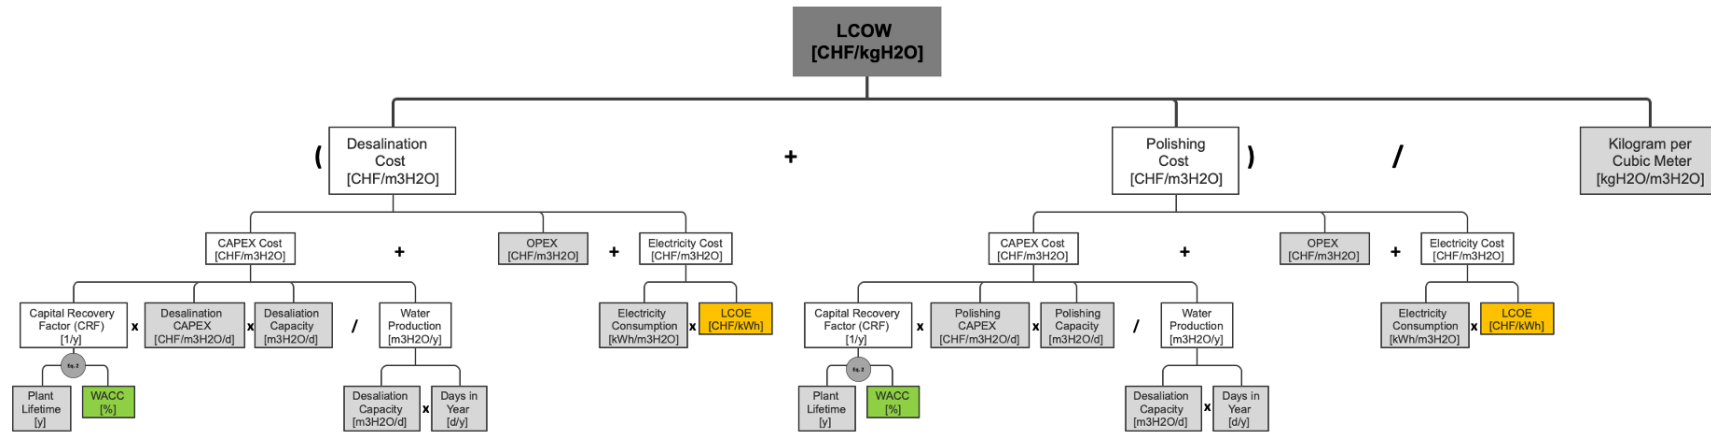 LCOW
[CHF/kgH2O]
(
Desalination
Cost
[CHF/m3H2O]
+
Polishing
Cost
[CHF/m3H2O]
)
/
Kilogram per
Cubic Meter
[kgH2O/m3H2O]
CAPEX Cost
[CHF/m3H2O]
+
OPEX
[CHF/m3H2O]
+
Electricity Cost
[CHF/m3H2O]
CAPEX Cost
[CHF/m3H2O]
+
OPEX
[CHF/m3H2O]
+
Electricity Cost
[CHF/m3H2O]
Capital Recovery
Factor (CRF)
[1/y]
x
Desalination
CAPEX
[CHF/m3H2O/d]
x
Desaliation
Capacity
[m3H2O/d]
/
Water
Production
[m3H2O/y]
Electricity
Consumption
[kWh/m3H2O]
x
LCOE
[CHF/kWh]
Capital Recovery
Factor (CRF)
[1/y]
x
Polishing
CAPEX
[CHF/m3H2O/d]
x
Polishing
Capacity
[m3H2O/d]
/
Water
Production
[m3H2O/y]
Electricity
Consumption
[kWh/m3H2O]
x
LCOE
[CHF/kWh]
Eq. 2
Plant
Lifetime
[y]
WACC
[%]
Desaliation
Capacity
[m3H2O/d]
x
Days in
Year
[d/y]
Eq. 2
Plant
Lifetime
[y]
WACC
[%]
Desaliation
Capacity
[m3H2O/d]
x
Days in
Year
[d/y]